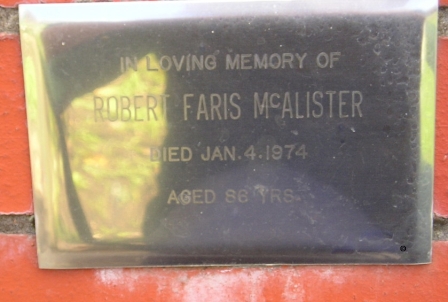 IN LOVING MEMORY OF
ROBERT FARIS McALISTER
DIED JAN. 4. 1974
AGED 86 YRS.